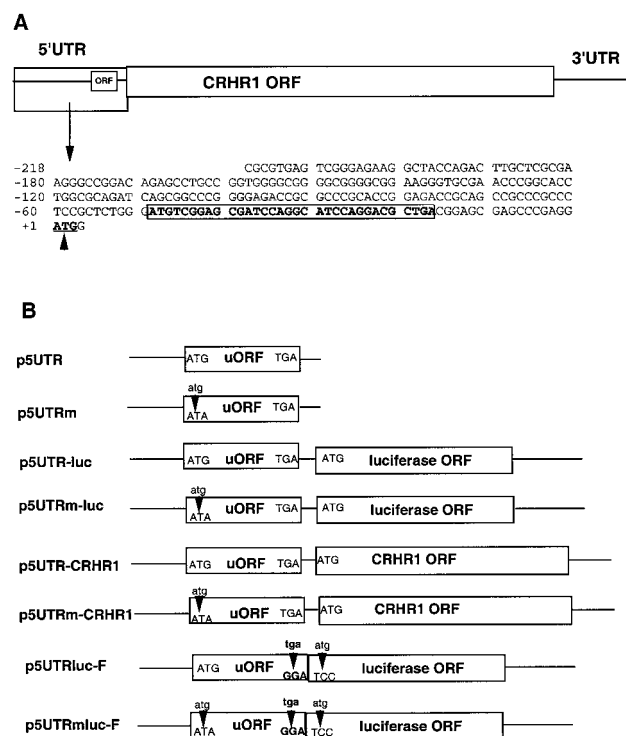 A
5'UTR
3'UTR
ORF
CRHR1 ORF
-218 CGCGTGAG TCGGGAGAAG GCTACCAGAC TTGCTCGCGA
-180 AGGGCCGGAC AGAGCCTGCC GGTGGGGCGG GGCGGGGCGG AAGGGTGCGA ACCCGGCACC
-120 TGGCGCAGATC CAGCGGCCCG GGGAGACCGC GCCCGCACCG GAGACCGCAG CCCGCCCGCC
-60 TCCGCTCTGG GATGTCGGAG CGATCCAGGC ATCCAGGACG CTGACGGAGC GAGCCCGAGG
+1 ATGG
B
p5UTR ATG uORF TGA
atg
p5UTRm ATA uORF TGA
p5UTR-luc ATG uORF TGA ATG luciferase ORF
atg
p5UTRm-luc ATA uORF TGA ATG luciferase ORF
p5UTR-CRHR1 ATG uORF TGA ATG CRHR1 ORF
atg
p5UTRm-CRHR1 ATA uORF TGA ATG CRHR1 ORF
tga atg
p5UTRluc-F ATG uORF GGA TCC luciferase ORF
atg tga atg
p5UTRmluc-F ATA uORF GGA TCC luciferase ORF